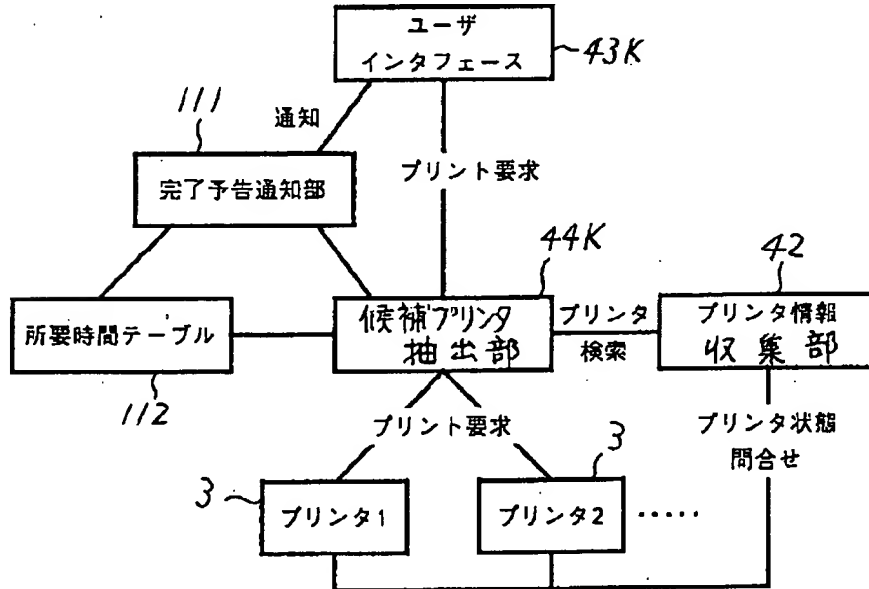 ユーザ
インタフェース
43K
111
通知
完了予告通知部
プリント要求
44K
42
所要時間テーブル
候補プリンタ
抽出部
プリンタ
検索
プリンタ情報
収集部
112
プリント要求
プリンタ状態
問合せ
3
3
プリンタ1
プリンタ2
.....